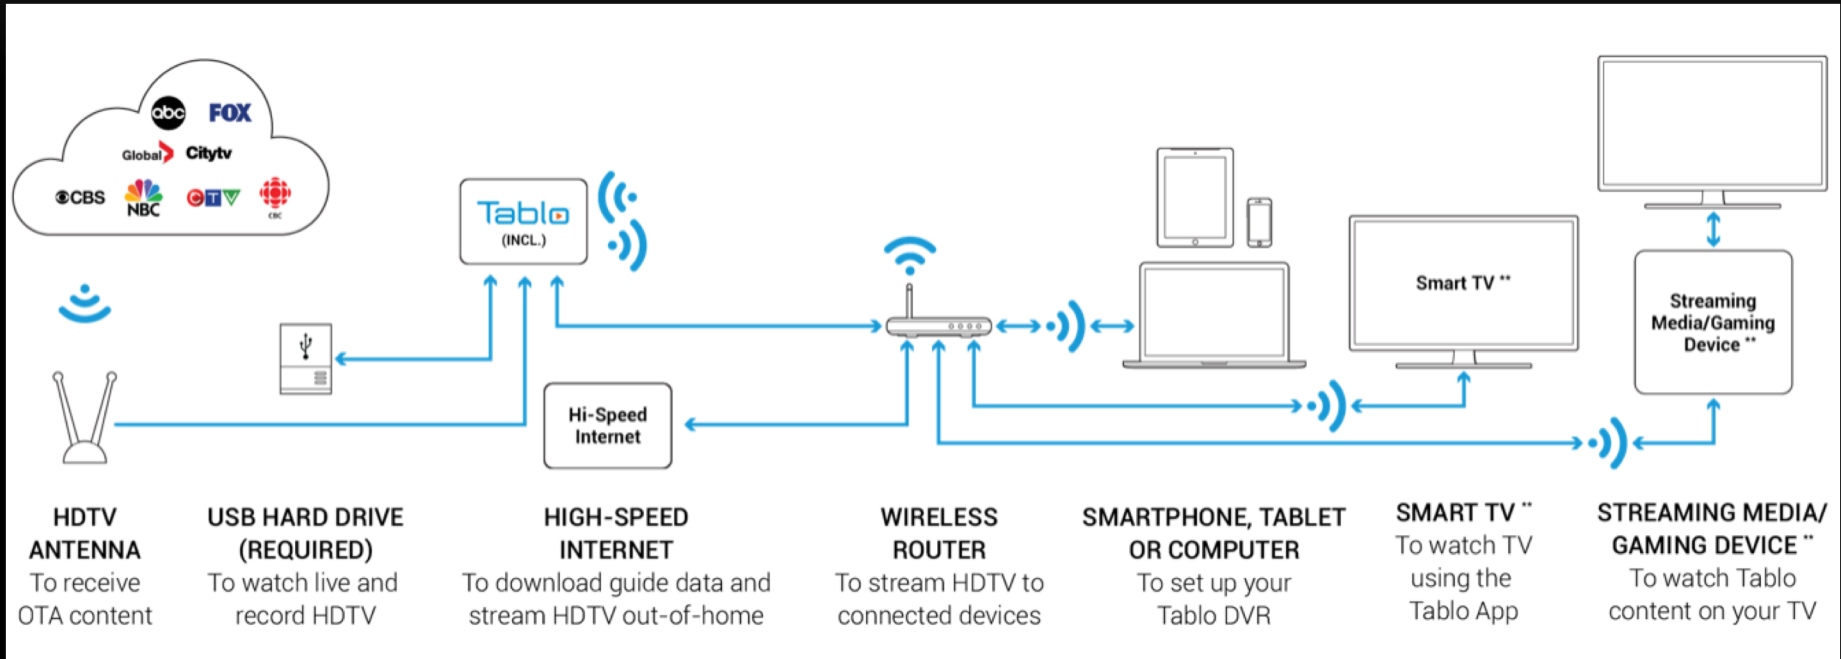 abc FOX
Global Citytv
CBS NBC CTV CBC
Tablo
(INCL.)
Hi-Speed
Internet
Smart TV **
Streaming
Media/Gaming
Device **
HDTV
ANTENNA
To receive
OTA content
USB HARD DRIVE
(REQUIRED)
To watch live and
record HDTV
HIGH-SPEED
INTERNET
To download guide data and
stream HDTV out-of-home
WIRELESS
ROUTER
To stream HDTV to
connected devices
SMARTPHONE, TABLET
OR COMPUTER
To set up your
Tablo DVR
SMART TV **
To watch TV
using the
Tablo App
STREAMING MEDIA/
GAMING DEVICE **
To watch Tablo
content on your TV